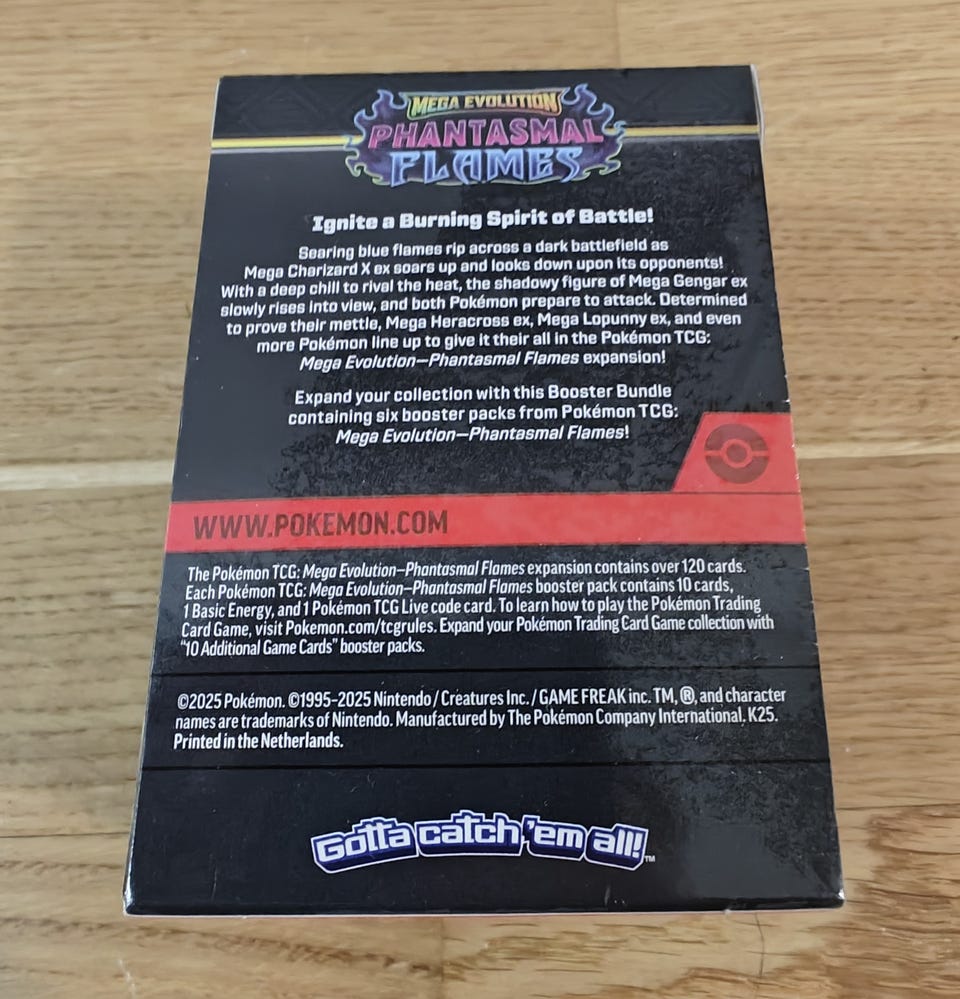 MEGA EVOLUTION
PHANTASMAL
FLAMES
Ignite a Burning Spirit of Battle!
Searing blue flames rip across a dark battlefield as
Mega Charizard X ex soars up and looks down upon its opponents!
With a deep chill to rival the heat, the shadowy figure of Mega Gengar ex
slowly rises into view, and both Pokémon prepare to attack. Determined
to prove their mettle, Mega Heracross ex, Mega Lopunny ex, and even
more Pokémon line up to give it their all in the Pokémon TCG:
Mega Evolution—Phantasmal Flames expansion!
Expand your collection with this Booster Bundle
containing six booster packs from Pokémon TCG:
Mega Evolution—Phantasmal Flames!
WWW.POKEMON.COM
The Pokémon TCG: Mega Evolution—Phantasmal Flames expansion contains over 120 cards.
Each Pokémon TCG: Mega Evolution—Phantasmal Flames booster pack contains 10 cards,
1 Basic Energy, and 1 Pokémon TCG Live code card. To learn how to play the Pokémon Trading
Card Game, visit Pokemon.com/tcgrules. Expand your Pokémon Trading Card Game collection with
"10 Additional Game Cards" booster packs.
©2025 Pokémon. ©1995–2025 Nintendo / Creatures Inc. / GAME FREAK inc. TM, ®, and character
names are trademarks of Nintendo. Manufactured by The Pokémon Company International. K25.
Printed in the Netherlands.
Gotta catch 'em all!™